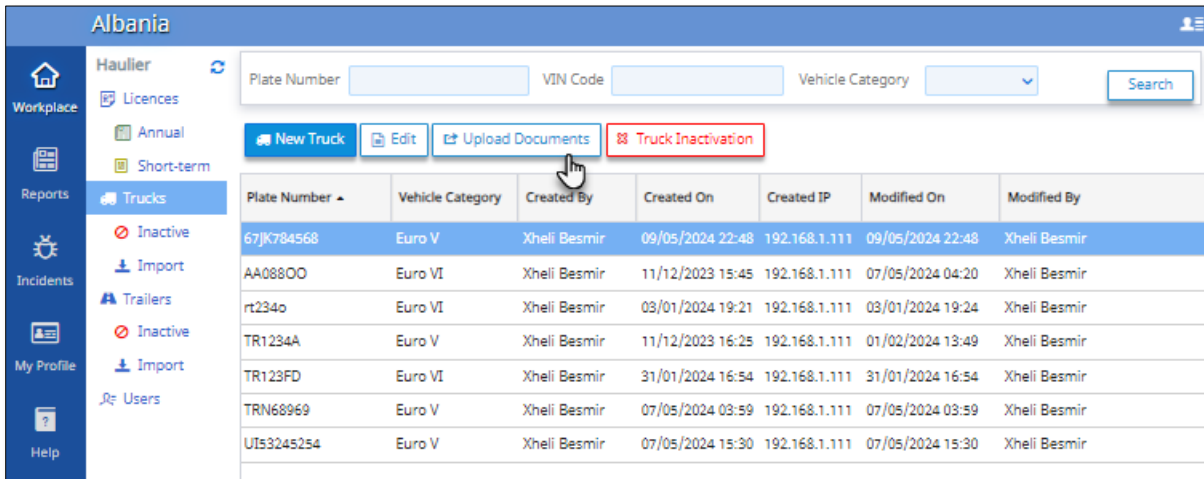 Albania
Workplace
Reports
Incidents
My Profile
Help
Haulier
Licences
Annual
Short-term
Trucks
Inactive
Import
Trailers
Inactive
Import
Users
Plate Number VIN Code Vehicle Category Search
New Truck Edit Upload Documents Truck Inactivation
Plate Number Vehicle Category Created By Created On Created IP Modified On Modified By
67JK784568 Euro V Xheli Besmir 09/05/2024 22:48 192.168.1.111 09/05/2024 22:48 Xheli Besmir
AA088OO Euro VI Xheli Besmir 11/12/2023 15:45 192.168.1.111 07/05/2024 04:20 Xheli Besmir
rt234o Euro VI Xheli Besmir 03/01/2024 19:21 192.168.1.111 03/01/2024 19:24 Xheli Besmir
TR1234A Euro V Xheli Besmir 11/12/2023 16:25 192.168.1.111 01/02/2024 13:49 Xheli Besmir
TR123FD Euro VI Xheli Besmir 31/01/2024 16:54 192.168.1.111 31/01/2024 16:54 Xheli Besmir
TRN68969 Euro V Xheli Besmir 07/05/2024 03:59 192.168.1.111 07/05/2024 03:59 Xheli Besmir
UI53245254 Euro V Xheli Besmir 07/05/2024 15:30 192.168.1.111 07/05/2024 15:30 Xheli Besmir